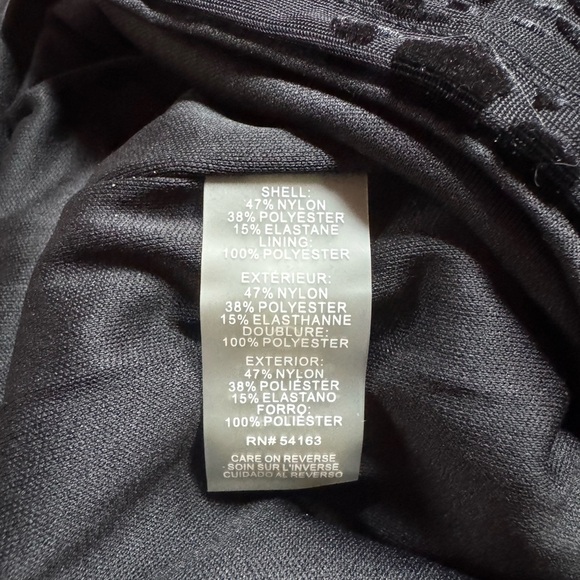 SHELL:
47% NYLON
38% POLYESTER
15% ELASTANE
LINING:
100% POLYESTER
EXTÉRIEUR:
47% NYLON
38% POLYESTER
15% ELASTHANNE
DOUBLURE:
100% POLYESTER
EXTERIOR:
47% NYLON
38% POLIÉSTER
15% ELASTANO
FORRO:
100% POLIÉSTER
RN# 54163
CARE ON REVERSE
SOIN SUR L'INVERSE
CUIDADO AL REVERSO